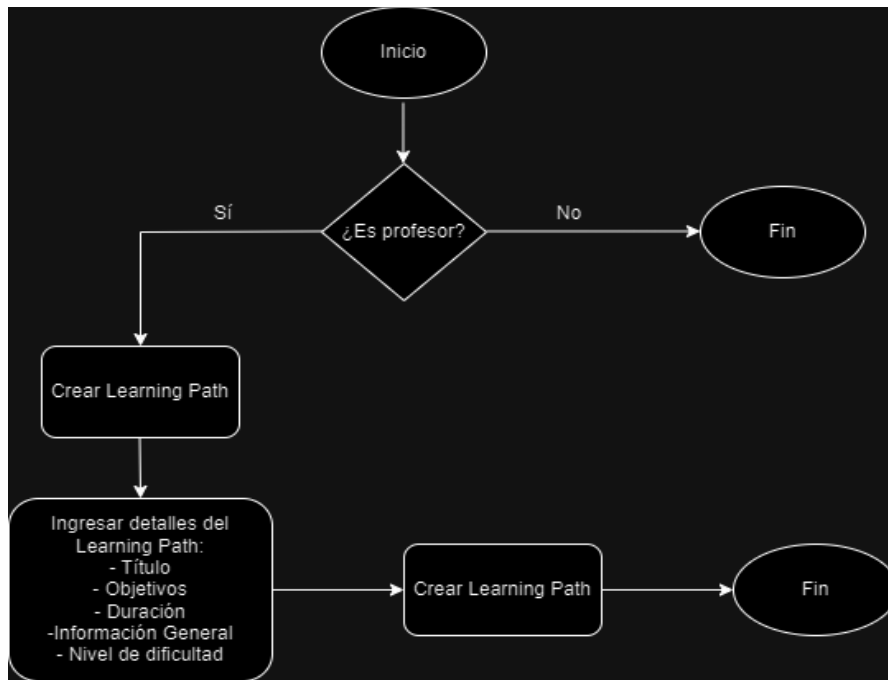 Inicio
Sí
¿Es profesor?
No
Fin
Crear Learning Path
Ingresar detalles del
Learning Path:
- Título
- Objetivos
- Duración
-Información General
- Nivel de dificultad
Crear Learning Path
Fin